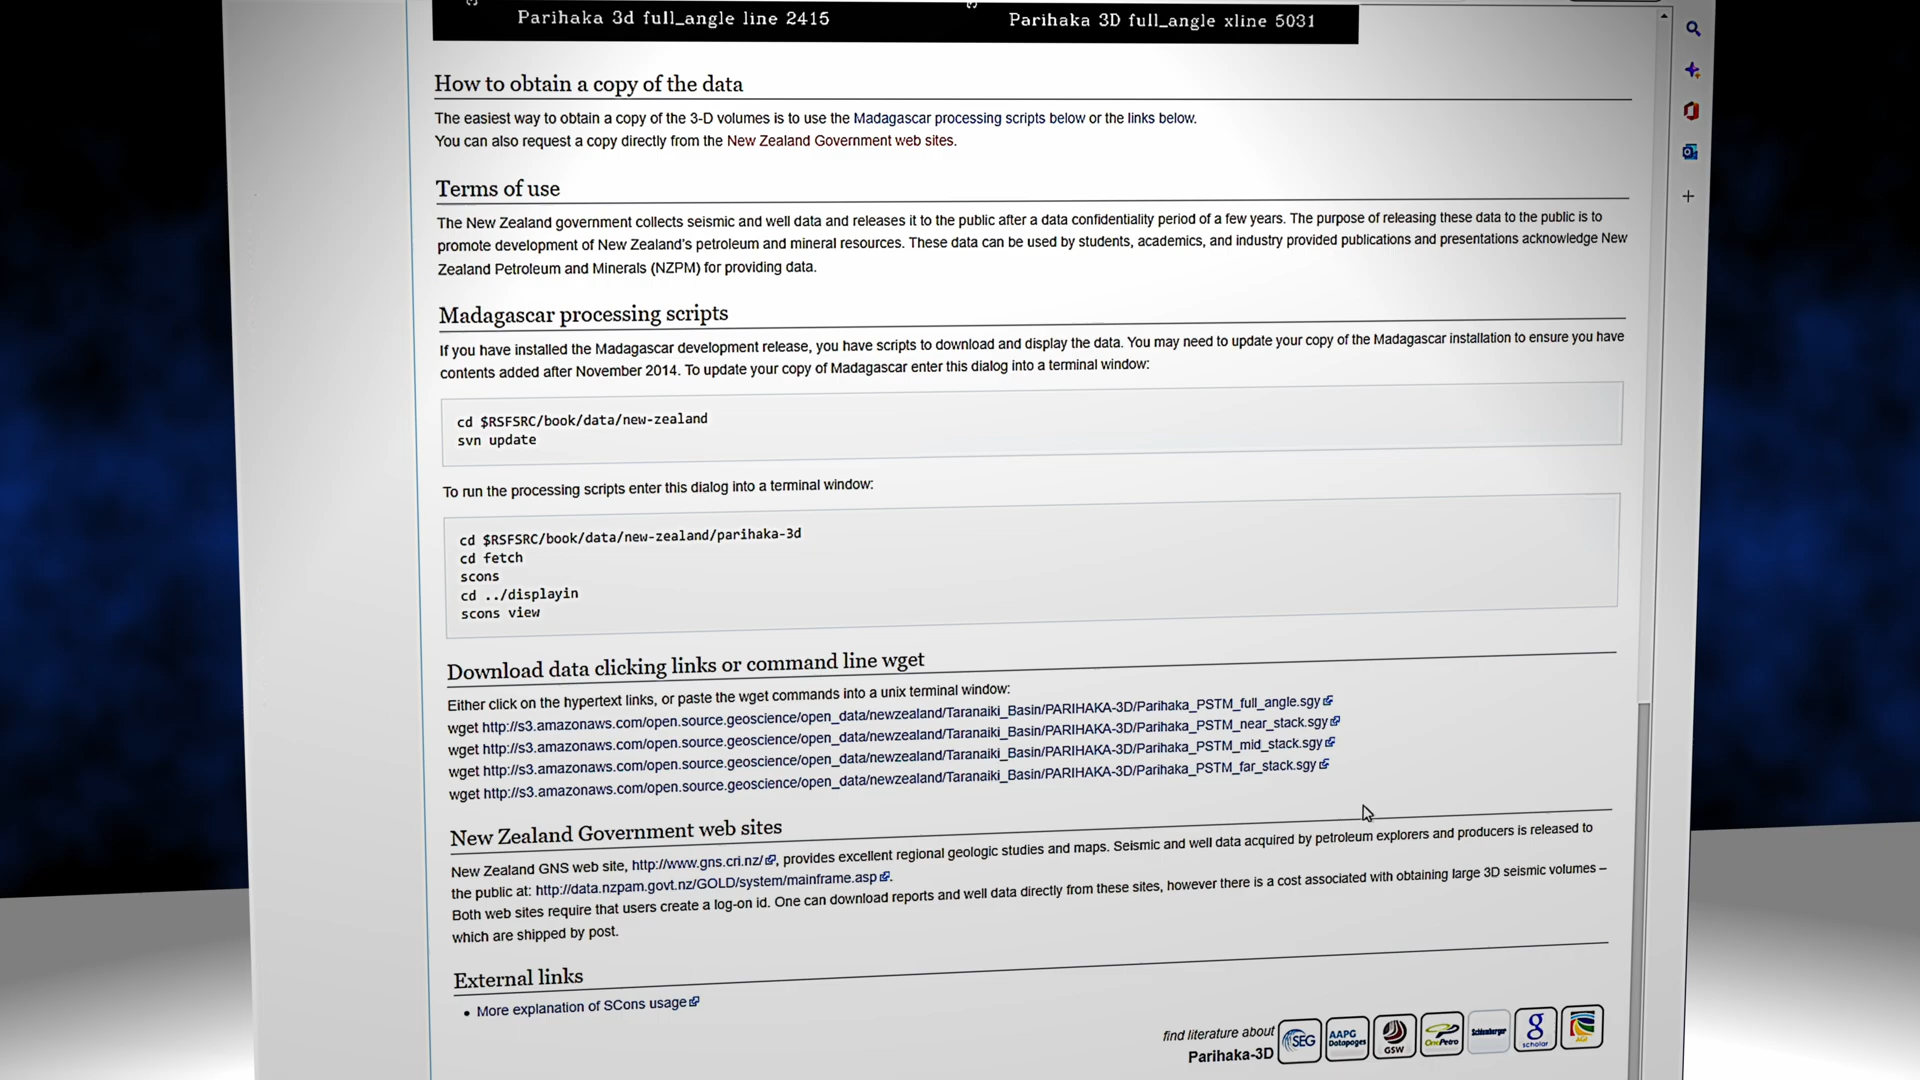 Parihaka 3d full_angle line 2415
Parihaka 3D full_angle xline 5031
How to obtain a copy of the data
The easiest way to obtain a copy of the 3-D volumes is to use the Madagascar processing scripts below or the links below.
You can also request a copy directly from the New Zealand Government web sites.
Terms of use
The New Zealand government collects seismic and well data and releases it to the public after a data confidentiality period of a few years. The purpose of releasing these data to the public is to
promote development of New Zealand's petroleum and mineral resources. These data can be used by students, academics, and industry provided publications and presentations acknowledge New
Zealand Petroleum and Minerals (NZPM) for providing data.
Madagascar processing scripts
If you have installed the Madagascar development release, you have scripts to download and display the data. You may need to update your copy of the Madagascar installation to ensure you have
contents added after November 2014. To update your copy of Madagascar enter this dialog into a terminal window:
cd $RSFSRC/book/data/new-zealand
svn update
To run the processing scripts enter this dialog into a terminal window:
cd $RSFSRC/book/data/new-zealand/parihaka-3d
cd fetch
scons
cd ../displayin
scons view
Download data clicking links or command line wget
Either click on the hypertext links, or paste the wget commands into a unix terminal window:
wget http://s3.amazonaws.com/open.source.geoscience/open_data/newzealand/Taranaiki_Basin/PARIHAKA-3D/Parihaka_PSTM_full_angle.sgy
wget http://s3.amazonaws.com/open.source.geoscience/open_data/newzealand/Taranaiki_Basin/PARIHAKA-3D/Parihaka_PSTM_near_stack.sgy
wget http://s3.amazonaws.com/open.source.geoscience/open_data/newzealand/Taranaiki_Basin/PARIHAKA-3D/Parihaka_PSTM_mid_stack.sgy
wget http://s3.amazonaws.com/open.source.geoscience/open_data/newzealand/Taranaiki_Basin/PARIHAKA-3D/Parihaka_PSTM_far_stack.sgy
New Zealand Government web sites
New Zealand GNS web site, http://www.gns.cri.nz/, provides excellent regional geologic studies and maps. Seismic and well data acquired by petroleum explorers and producers is released to
the public at: http://data.nzpam.govt.nz/GOLD/system/mainframe.asp.
Both web sites require that users create a log-on id. One can download reports and well data directly from these sites, however there is a cost associated with obtaining large 3D seismic volumes –
which are shipped by post.
External links
• More explanation of SCons usage
find literature about
Parihaka-3D
SEG
AAPG
Datapages
GSW
OnePetro
Schlumberger
g
scholar
AGI